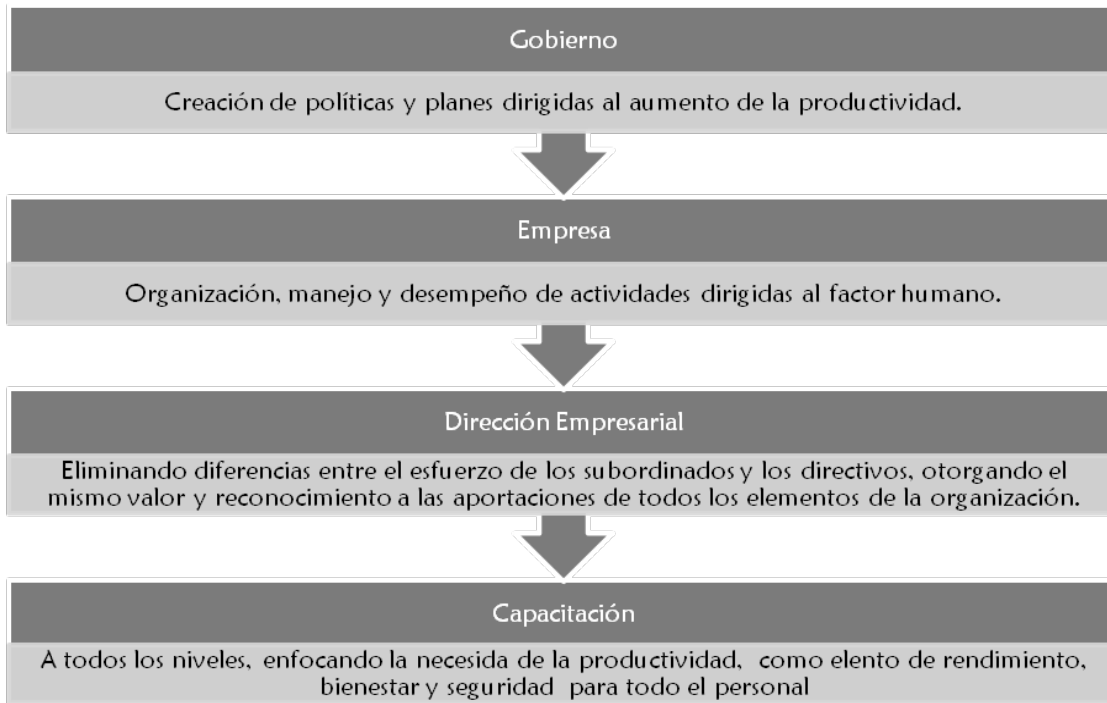 Gobierno
Creación de políticas y planes dirigidas al aumento de la productividad.
Empresa
Organización, manejo y desempeño de actividades dirigidas al factor humano.
Dirección Empresarial
Eliminando diferencias entre el esfuerzo de los subordinados y los directivos, otorgando el
mismo valor y reconocimiento a las aportaciones de todos los elementos de la organización.
Capacitación
A todos los niveles, enfocando la necesida de la productividad, como elento de rendimiento,
bienestar y seguridad para todo el personal